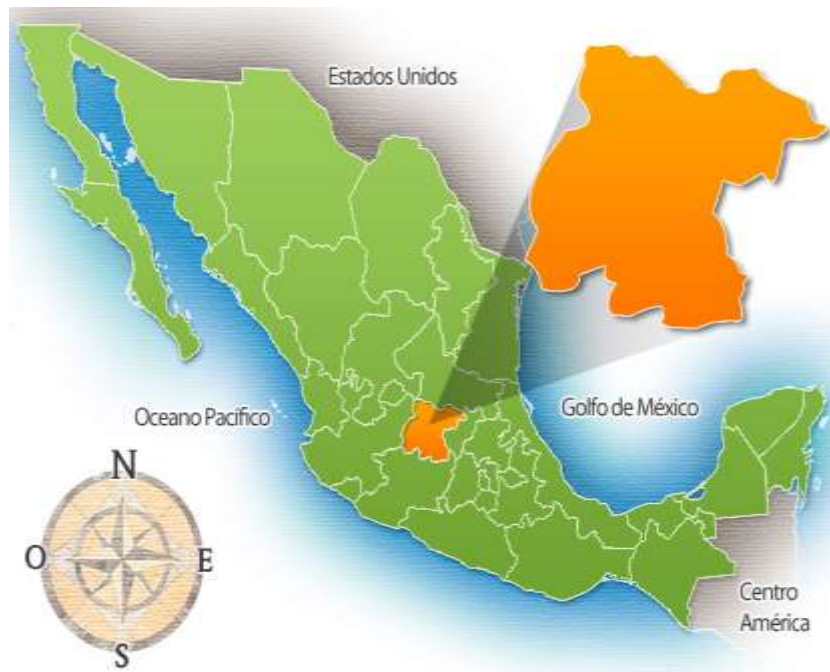 Estados Unidos
Oceano Pacífico
Golfo de México
N
O
E
S
Centro
América